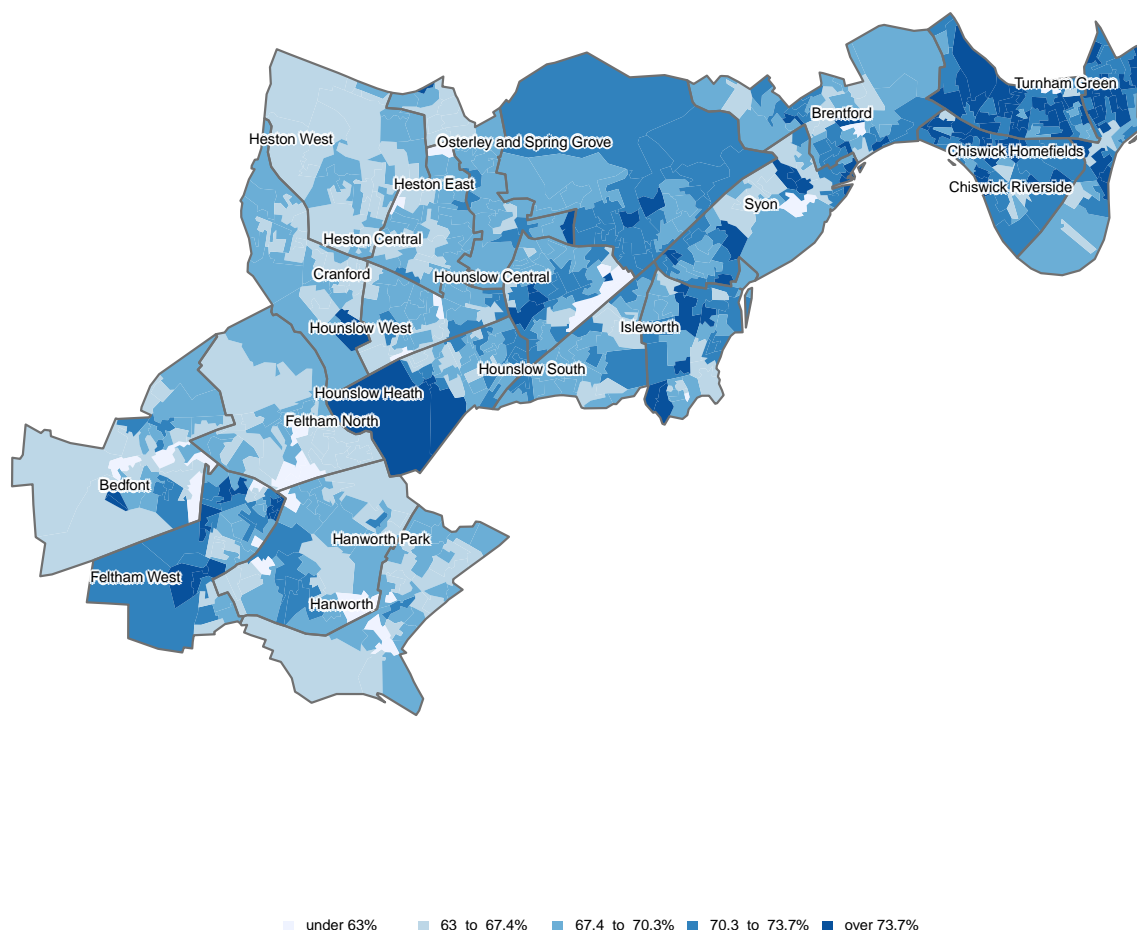 Turnham Green
Brentford
Heston West
Osterley and Spring Grove
Chiswick Homefields
Heston East
Chiswick Riverside
Syon
Heston Central
Cranford
Hounslow Central
Hounslow West
Isleworth
Hounslow South
Hounslow Heath
Feltham North
Bedfont
Hanworth Park
Feltham West
Hanworth
under 63% 63 to 67.4% 67.4 to 70.3% 70.3 to 73.7% over 73.7%